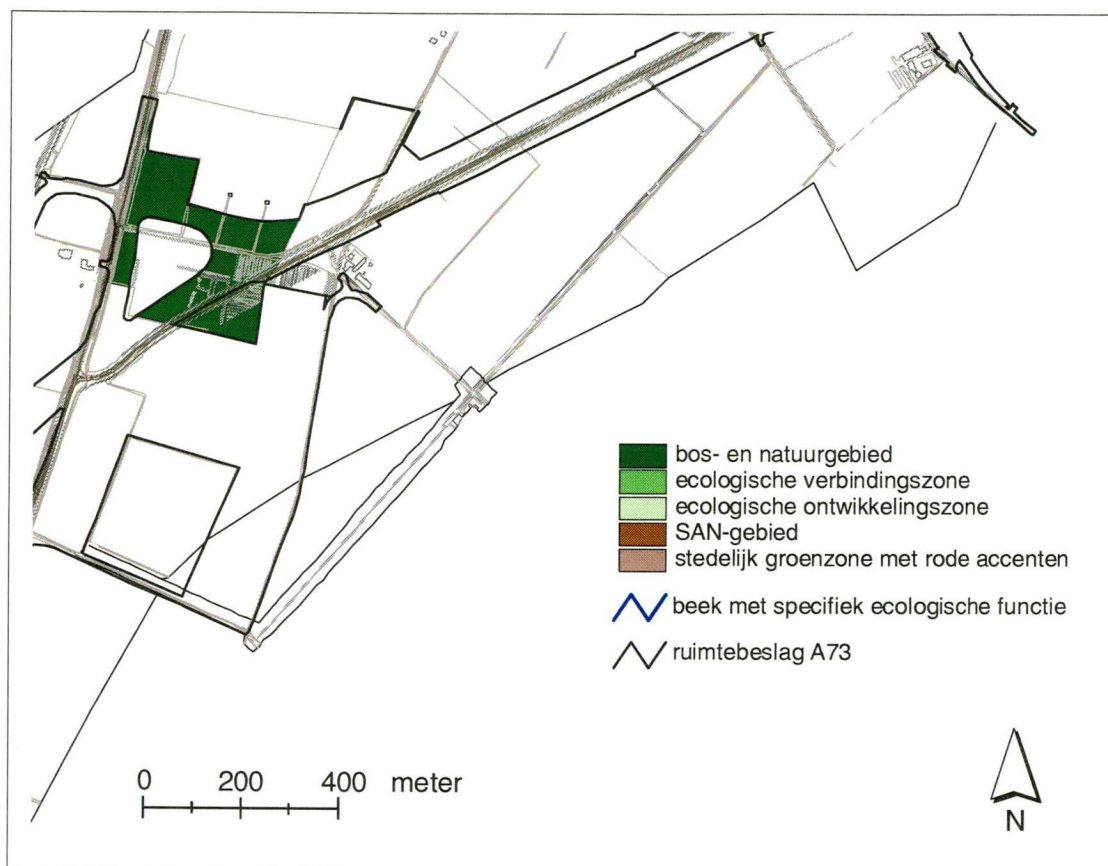 bos- en natuurgebied
ecologische verbindingszone
ecologische ontwikkelingszone
SAN-gebied
stedelijk groenzone met rode accenten
beek met specifiek ecologische functie
ruimtebeslag A73
0 200 400 meter
N